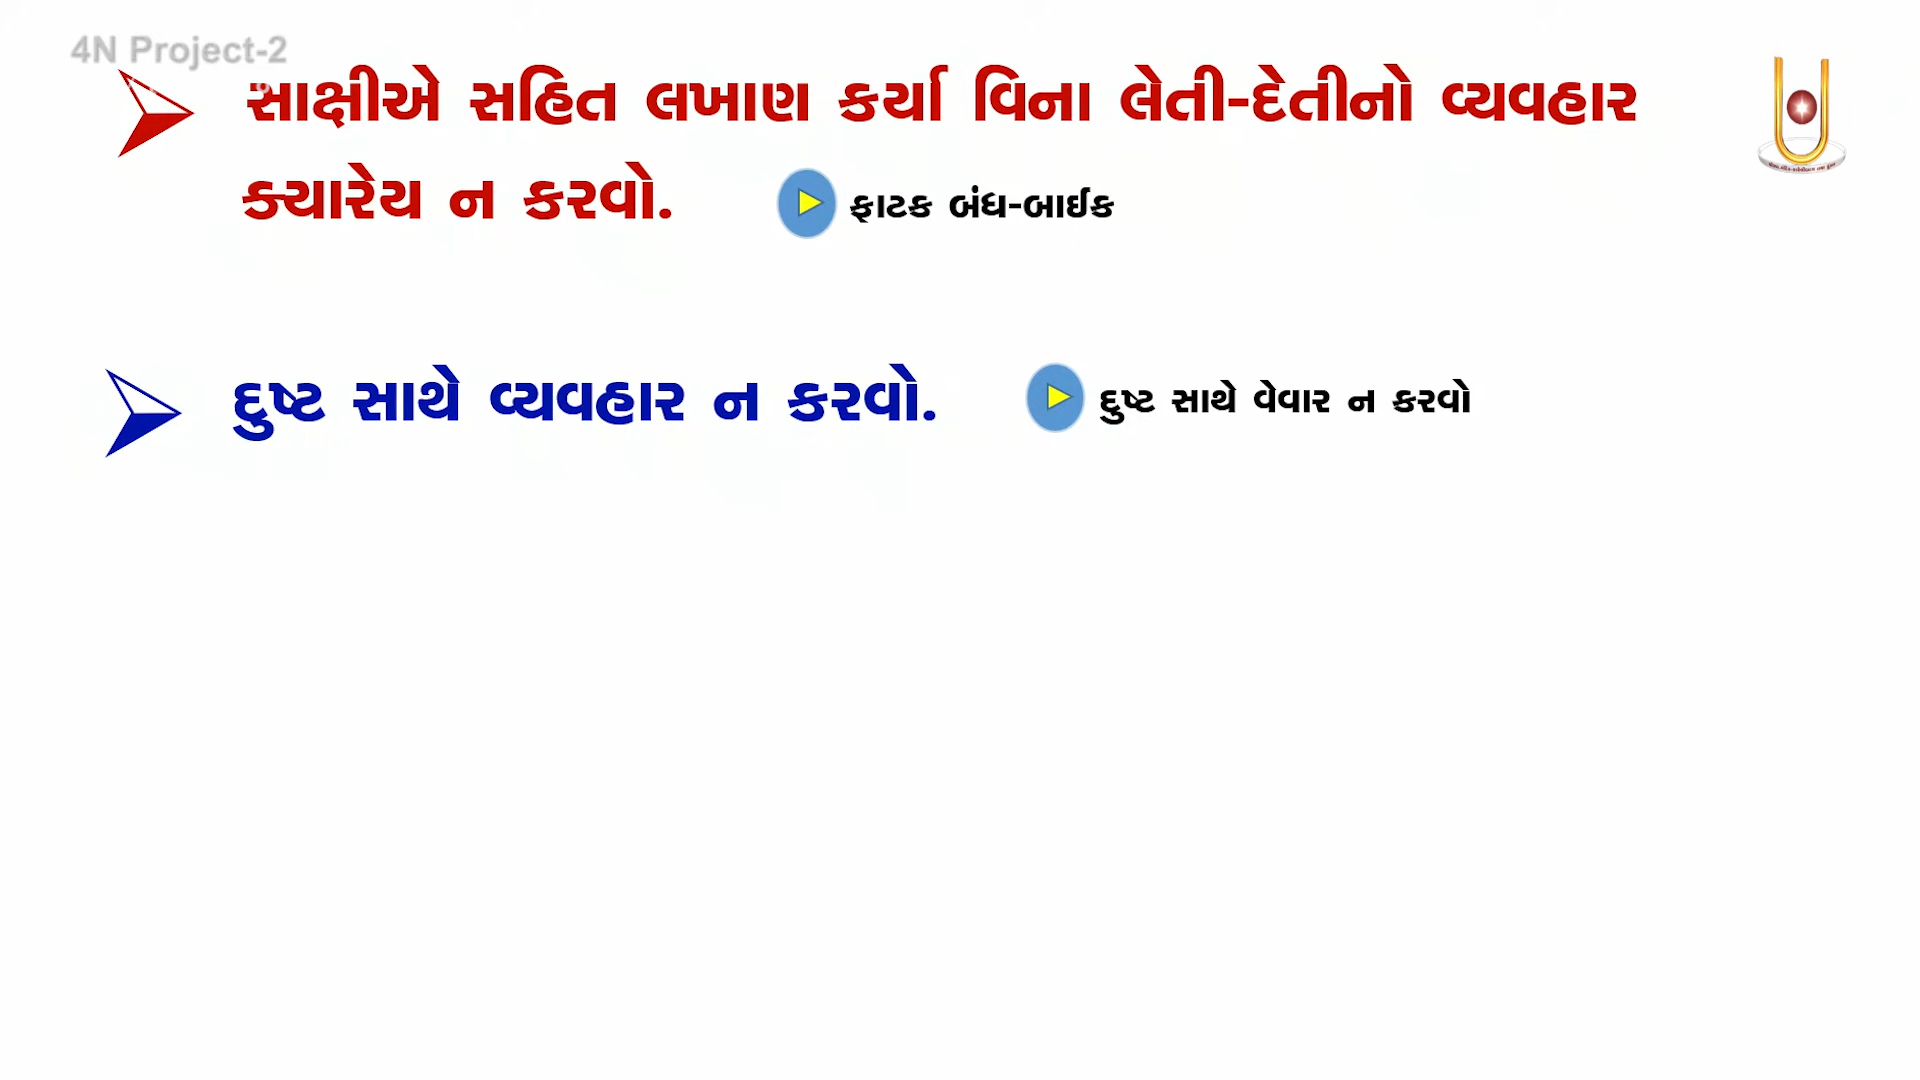 4N Project-2
સાક્ષીએ સહિત લખાણ કર્યા વિના લેતી-દેતીનો વ્યવહાર
ક્યારેય ન કરવો. ફાટક બંધ-બાઈક
દુષ્ટ સાથે વ્યવહાર ન કરવો. દુષ્ટ સાથે વેવાર ન કરવો